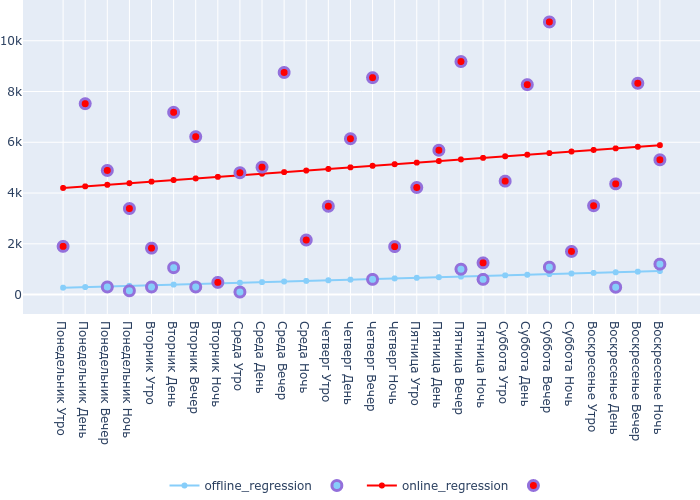 10k
8k
6k
4k
2k
0
Понедельник Утро
Понедельник День
Понедельник Вечер
Понедельник Ночь
Вторник Утро
Вторник День
Вторник Вечер
Вторник Ночь
Среда Утро
Среда День
Среда Вечер
Среда Ночь
Четверг Утро
Четверг День
Четверг Вечер
Четверг Ночь
Пятница Утро
Пятница День
Пятница Вечер
Пятница Ночь
Суббота Утро
Суббота День
Суббота Вечер
Суббота Ночь
Воскресенье Утро
Воскресенье День
Воскресенье Вечер
Воскресенье Ночь
offline_regression
online_regression